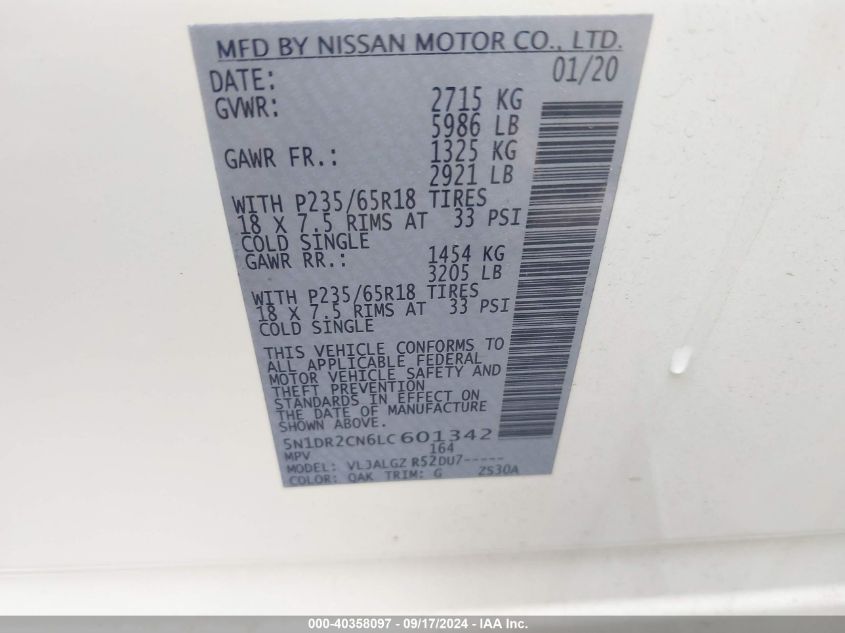 MFD BY NISSAN MOTOR CO., LTD.
DATE: 01/20
GVWR: 2715 KG
5986 LB
GAWR FR.: 1325 KG
2921 LB
WITH P235/65R18 TIRES
18 X 7.5 RIMS AT 33 PSI
COLD SINGLE
GAWR RR.: 1454 KG
3205 LB
WITH P235/65R18 TIRES
18 X 7.5 RIMS AT 33 PSI
COLD SINGLE
THIS VEHICLE CONFORMS TO
ALL APPLICABLE FEDERAL
MOTOR VEHICLE SAFETY AND
THEFT PREVENTION
STANDARDS IN EFFECT ON
THE DATE OF MANUFACTURE
SHOWN ABOVE.
5N1DR2CN6LC601342
MPV 164
MODEL: VLJALGZ R52DU7-----
COLOR: QAK TRIM: G ZS30A
000-40358097 - 09/17/2024 - IAA Inc.